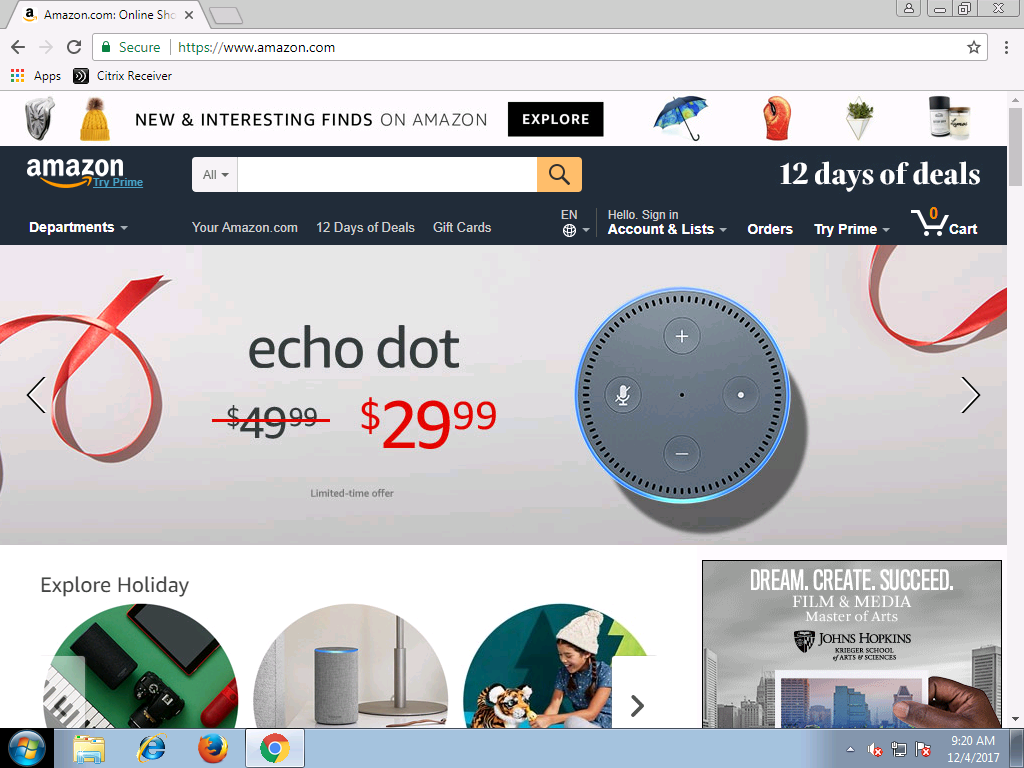 Amazon.com: Online Sho
Secure
https://www.amazon.com
Apps
Citrix Receiver
NEW & INTERESTING FINDS ON AMAZON
EXPLORE
amazon
Try Prime
All
12 days of deals
Departments
Your Amazon.com
12 Days of Deals
Gift Cards
EN
Hello. Sign in
Account & Lists
Orders
Try Prime
0
Cart
echo dot
$49 99
$29 99
Limited-time offer
Explore Holiday
DREAM. CREATE. SUCCEED.
FILM & MEDIA
Master of Arts
JOHNS HOPKINS
KRIEGER SCHOOL
of ARTS & SCIENCES
9:20 AM
12/4/2017